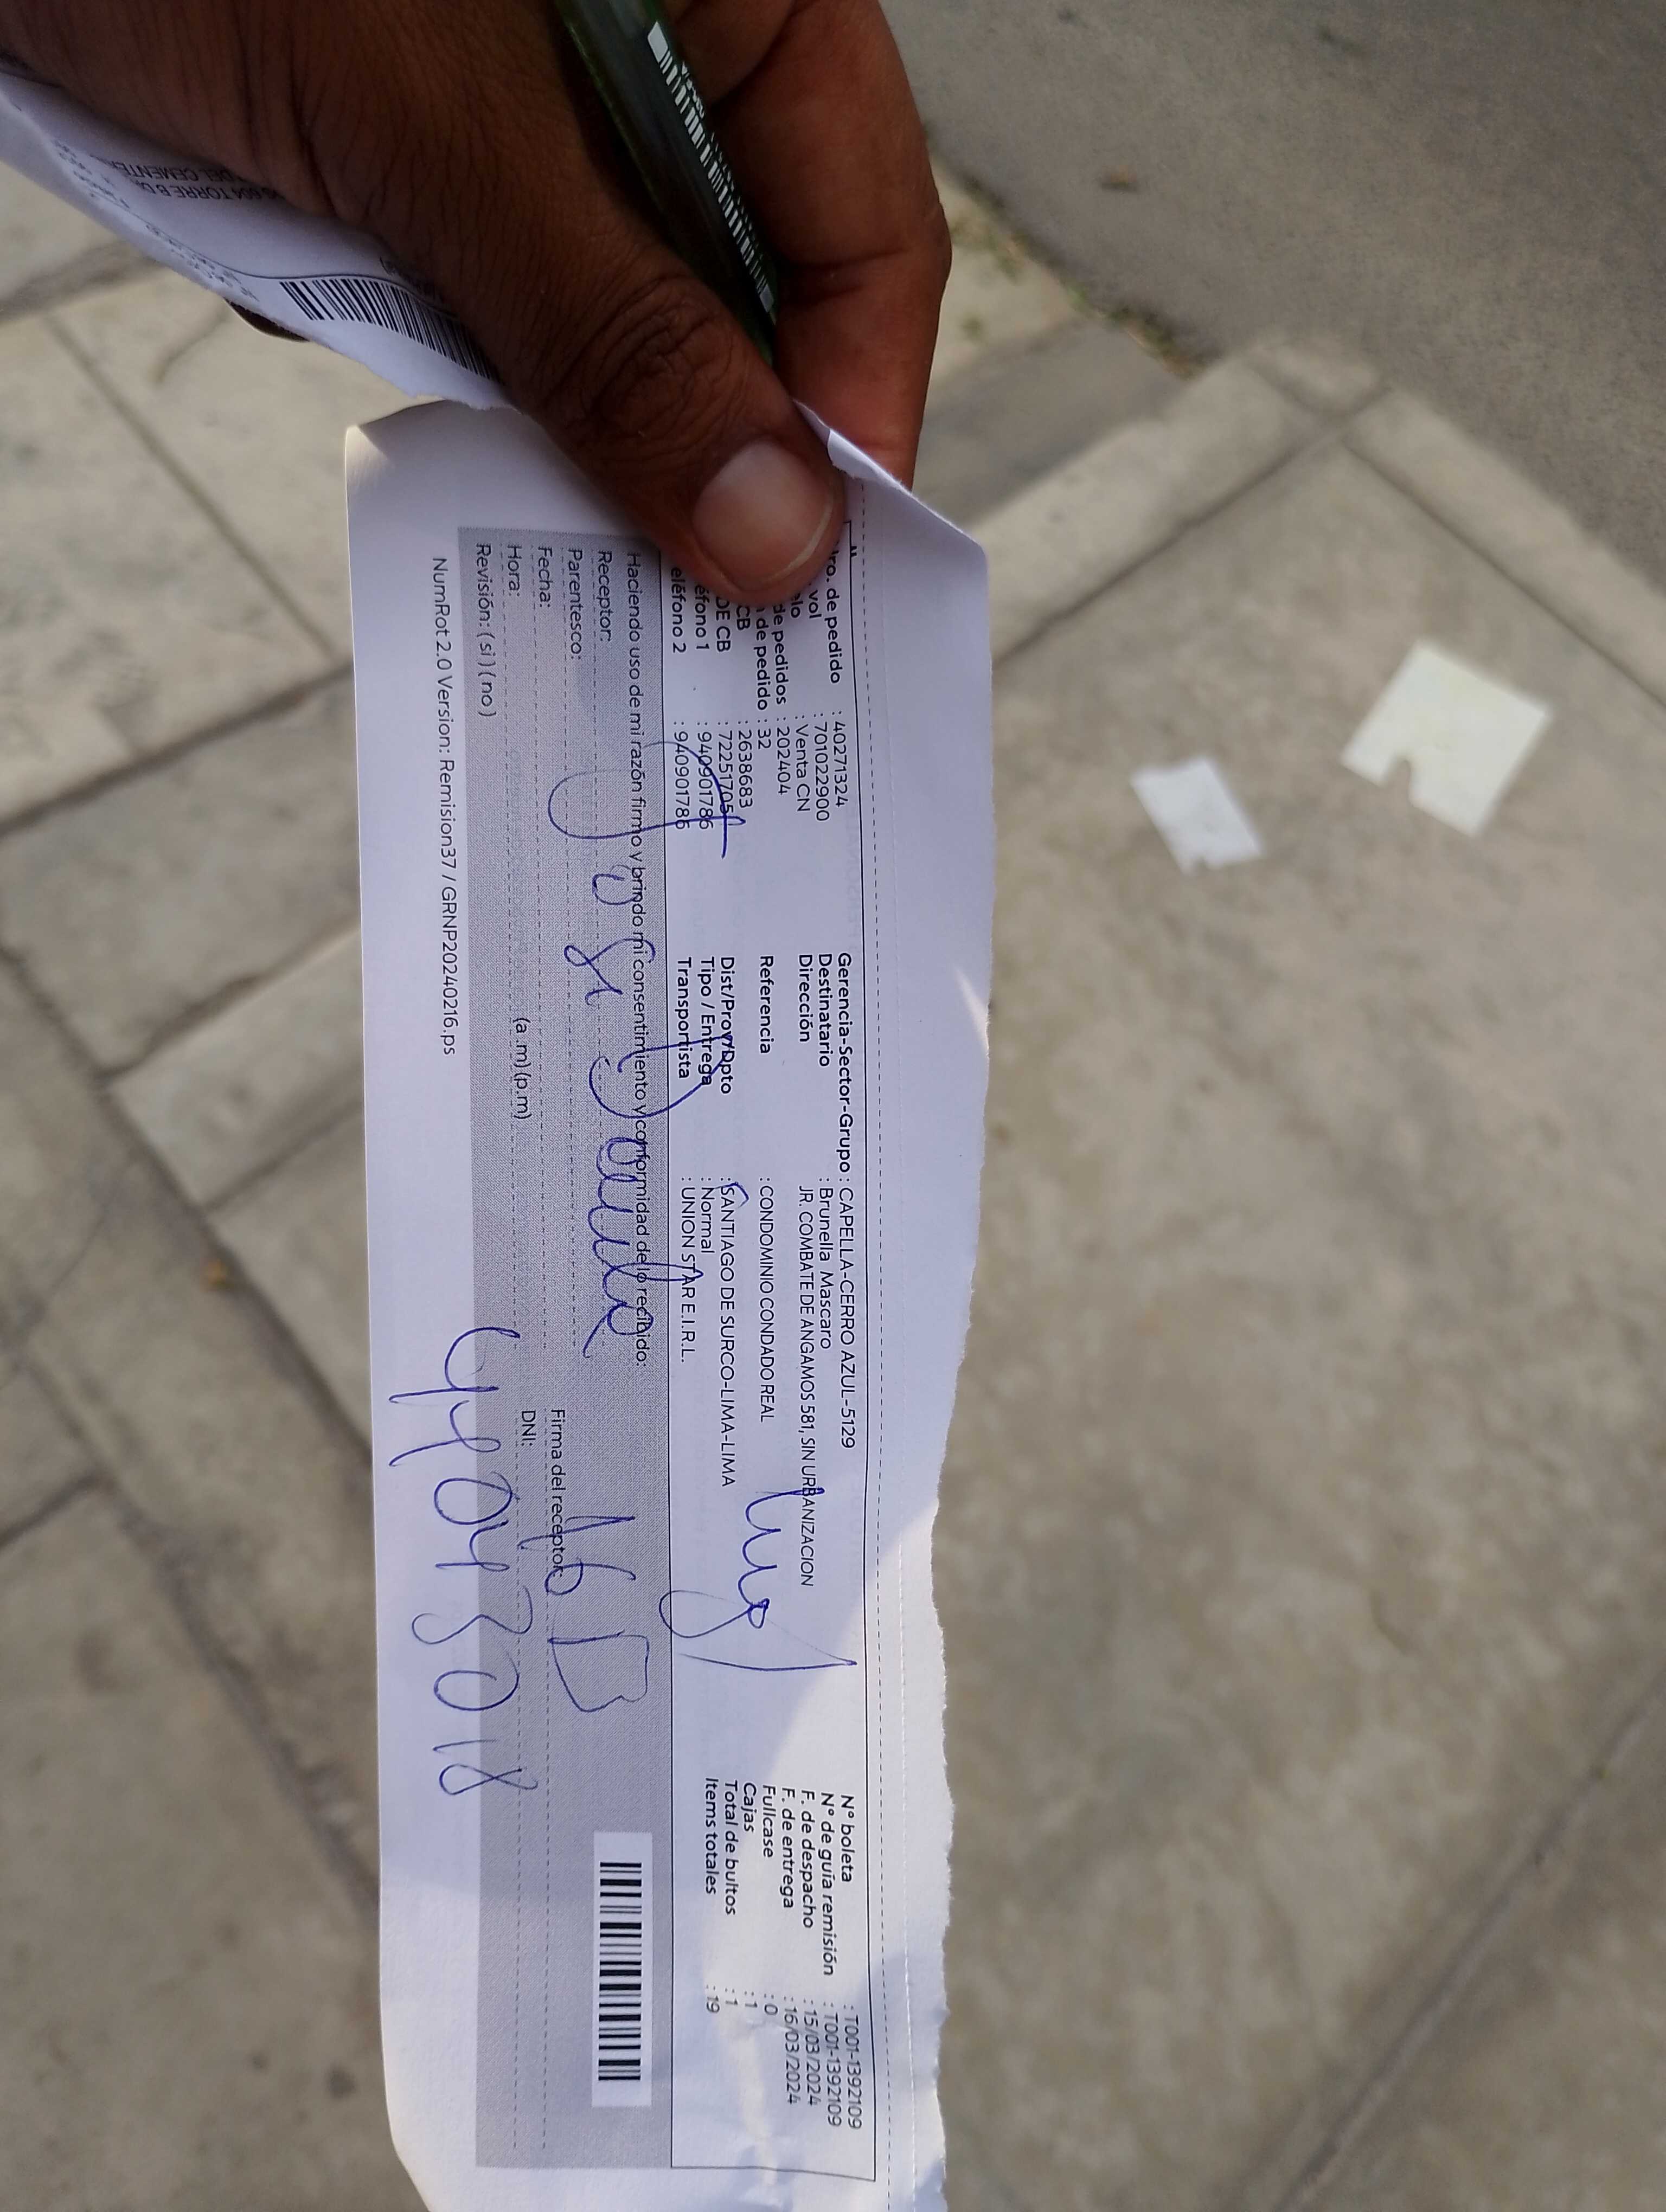 Nro. de pedido : 40271324
vol : 701022900
: Venta CN
de pedidos : 202404
de pedido : 32
CB : 2638683
DE CB : 72251705
éfono 1 : 940901786
eléfono 2 : 940901786
Gerencia-Sector-Grupo : CAPELLA-CERRO AZUL-5129
Destinatario : Brunella Mascaro
Dirección JR. COMBATE DE ANGAMOS 581, SIN URBANIZACION
Referencia : CONDOMINIO CONDADO REAL
Dist/Prov/Dpto : SANTIAGO DE SURCO-LIMA-LIMA
Tipo / Entrega : Normal
Transportista : UNION STAR E.I.R.L.
N° boleta : T001-1392109
N° de guía remisión : T001-1392109
F. de despacho : 15/03/2024
F. de entrega : 16/03/2024
Fullcase : 0
Cajas : 1
Total de bultos : 1
Items totales : 19
Haciendo uso de mi razón firmo y brindo mi consentimiento y conformidad de lo recibido:
Receptor:
Parentesco:
Fecha:
Hora: (a.m) (p.m)
Revisión: (si) (no)
Firma del receptor:
DNI:
NumRot 2.0 Version: Remision37 / GRNP20240216.ps
604 TORRE B
DEL CEMENTERIO